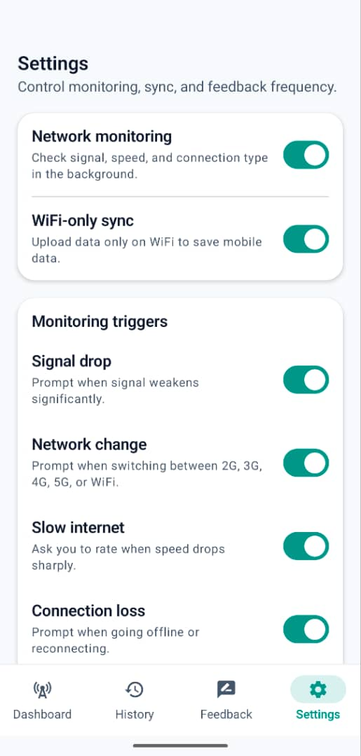 Settings
Control monitoring, sync, and feedback frequency.
Network monitoring
Check signal, speed, and connection type
in the background.
WiFi-only sync
Upload data only on WiFi to save mobile
data.
Monitoring triggers
Signal drop
Prompt when signal weakens
significantly.
Network change
Prompt when switching between 2G, 3G,
4G, 5G, or WiFi.
Slow internet
Ask you to rate when speed drops
sharply.
Connection loss
Prompt when going offline or
reconnecting.
Dashboard
History
Feedback
Settings